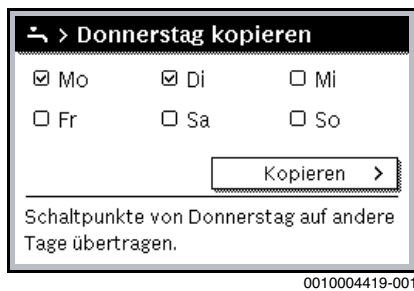 > Donnerstag kopieren
Mo Di Mi
Fr Sa So
Kopieren >
Schaltpunkte von Donnerstag auf andere
Tage übertragen.
0010004419-001